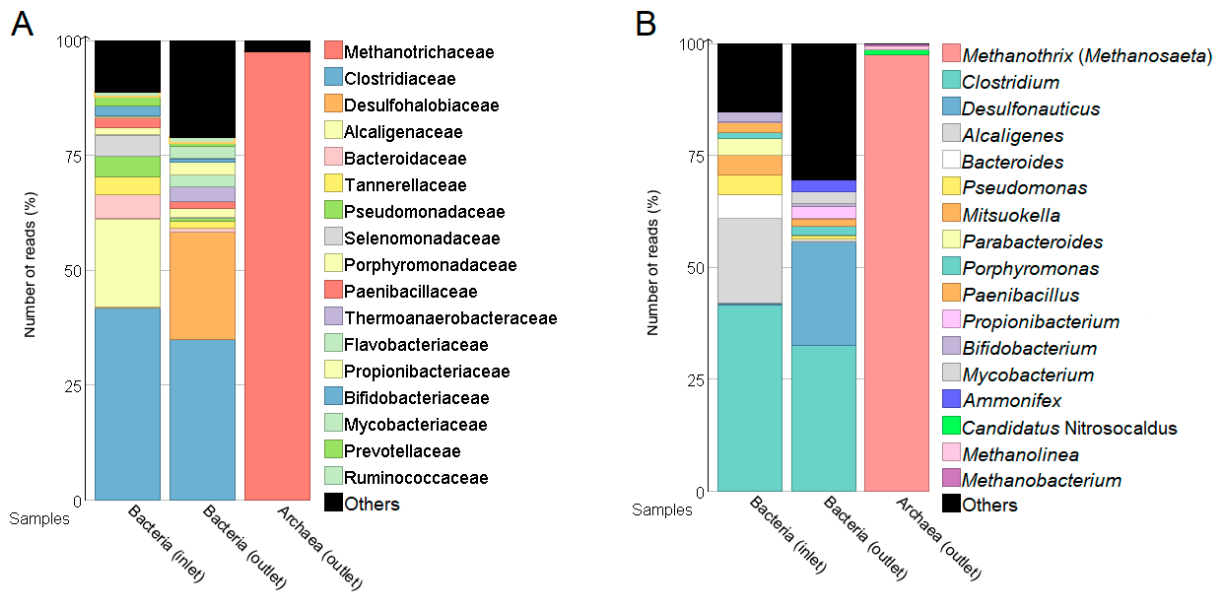 A
Number of reads (%)
100
75
50
25
0
Samples
Bacteria (inlet)
Bacteria (outlet)
Archaea (outlet)
Methanotrichaceae
Clostridiaceae
Desulfohalobiaceae
Alcaligenaceae
Bacteroidaceae
Tannerellaceae
Pseudomonadaceae
Selenomonadaceae
Porphyromonadaceae
Paenibacillaceae
Thermoanaerobacteraceae
Flavobacteriaceae
Propionibacteriaceae
Bifidobacteriaceae
Mycobacteriaceae
Prevotellaceae
Ruminococcaceae
Others
B
Number of reads (%)
100
75
50
25
0
Samples
Bacteria (inlet)
Bacteria (outlet)
Archaea (outlet)
Methanothrix (Methanosaeta)
Clostridium
Desulfonauticus
Alcaligenes
Bacteroides
Pseudomonas
Mitsuokella
Parabacteroides
Porphyromonas
Paenibacillus
Propionibacterium
Bifidobacterium
Mycobacterium
Ammonifex
Candidatus Nitrosocaldus
Methanolinea
Methanobacterium
Others